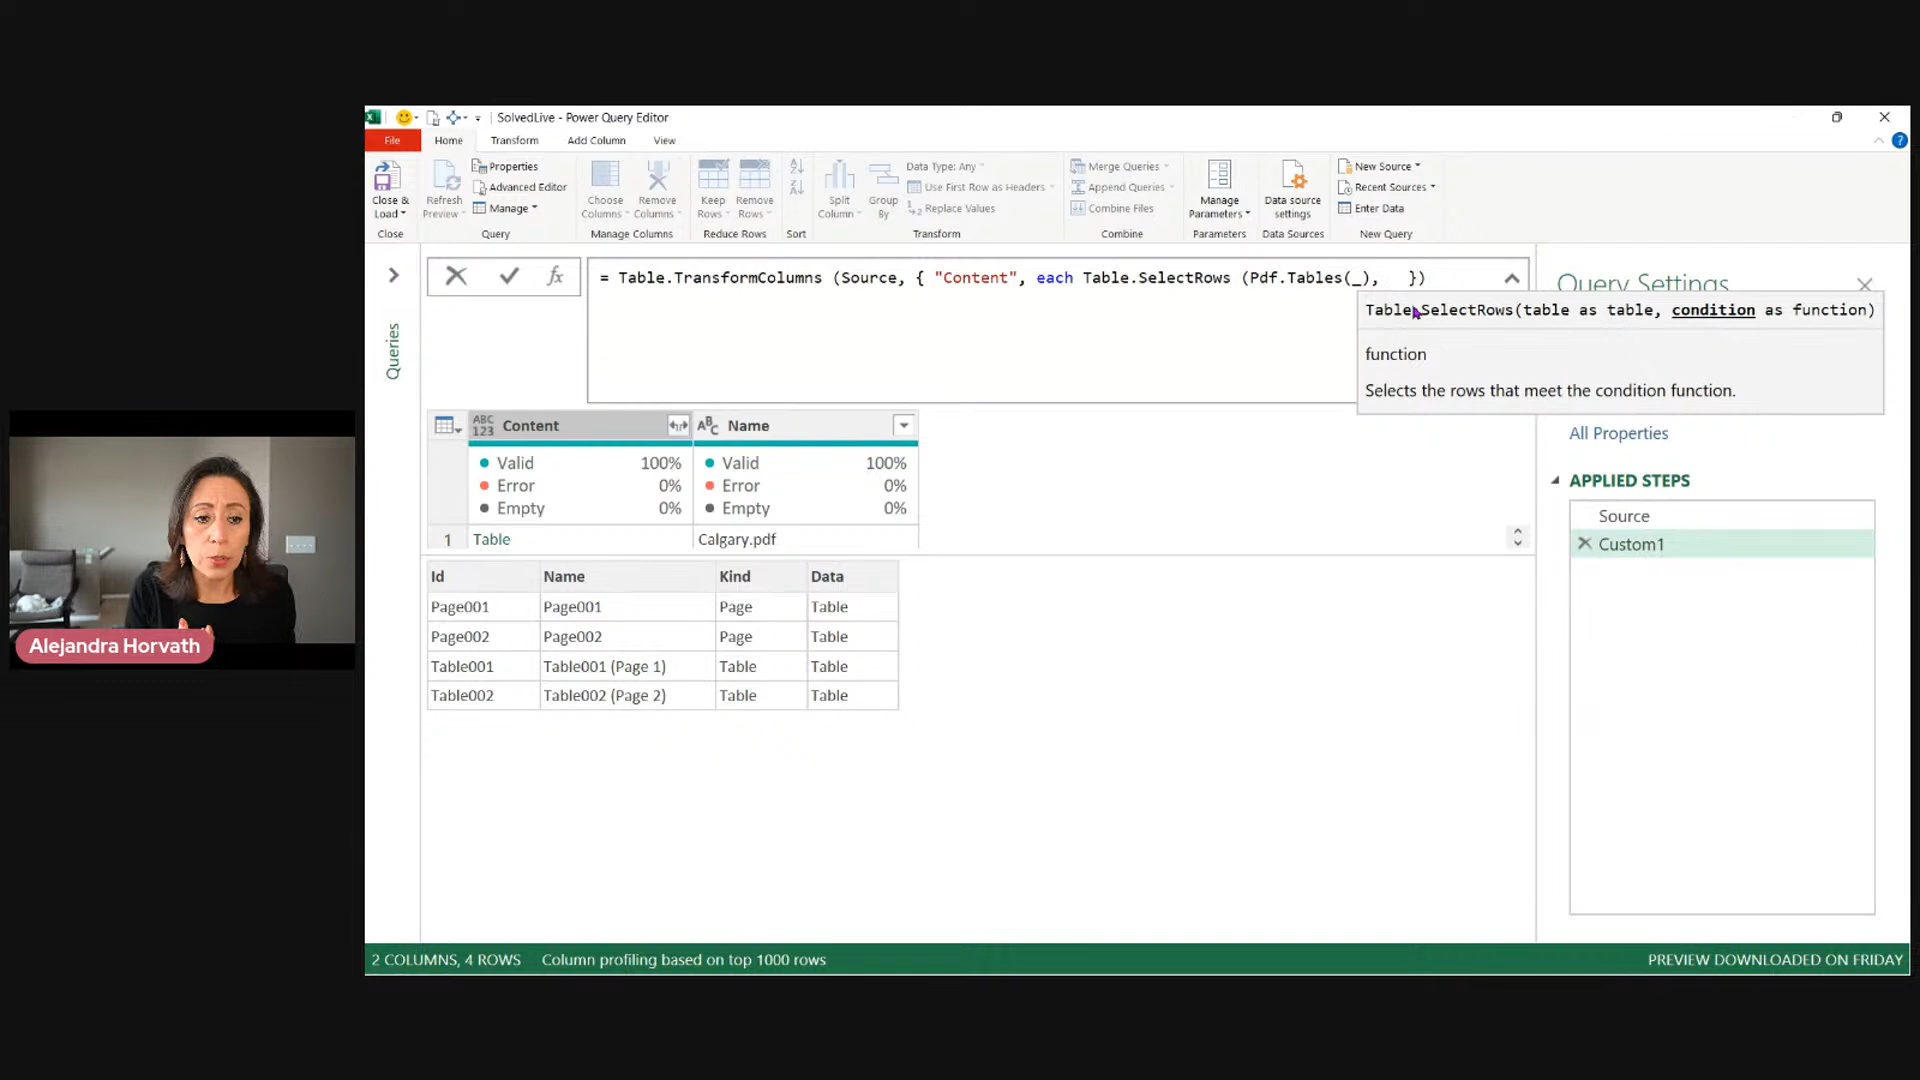 SolvedLive - Power Query Editor
File Home Transform Add Column View
Close & Load
Close
Refresh Preview
Properties
Advanced Editor
Manage
Query
Choose Columns
Remove Columns
Manage Columns
Keep Rows
Remove Rows
Reduce Rows
Sort
Split Column
Group By
Data Type: Any
Use First Row as Headers
Replace Values
Transform
Merge Queries
Append Queries
Combine Files
Combine
Manage Parameters
Parameters
Data source settings
Data Sources
New Source
Recent Sources
Enter Data
New Query
Queries
fx
= Table.TransformColumns (Source, { "Content", each Table.SelectRows (Pdf.Tables(_), })
Table.SelectRows(table as table, condition as function)
function
Selects the rows that meet the condition function.
Query Settings
All Properties
APPLIED STEPS
Source
Custom1
ABC 123 Content
ABC Name
Valid 100% Valid 100%
Error 0% Error 0%
Empty 0% Empty 0%
1 Table Calgary.pdf
Id Name Kind Data
Page001 Page001 Page Table
Page002 Page002 Page Table
Table001 Table001 (Page 1) Table Table
Table002 Table002 (Page 2) Table Table
2 COLUMNS, 4 ROWS Column profiling based on top 1000 rows PREVIEW DOWNLOADED ON FRIDAY
Alejandra Horvath